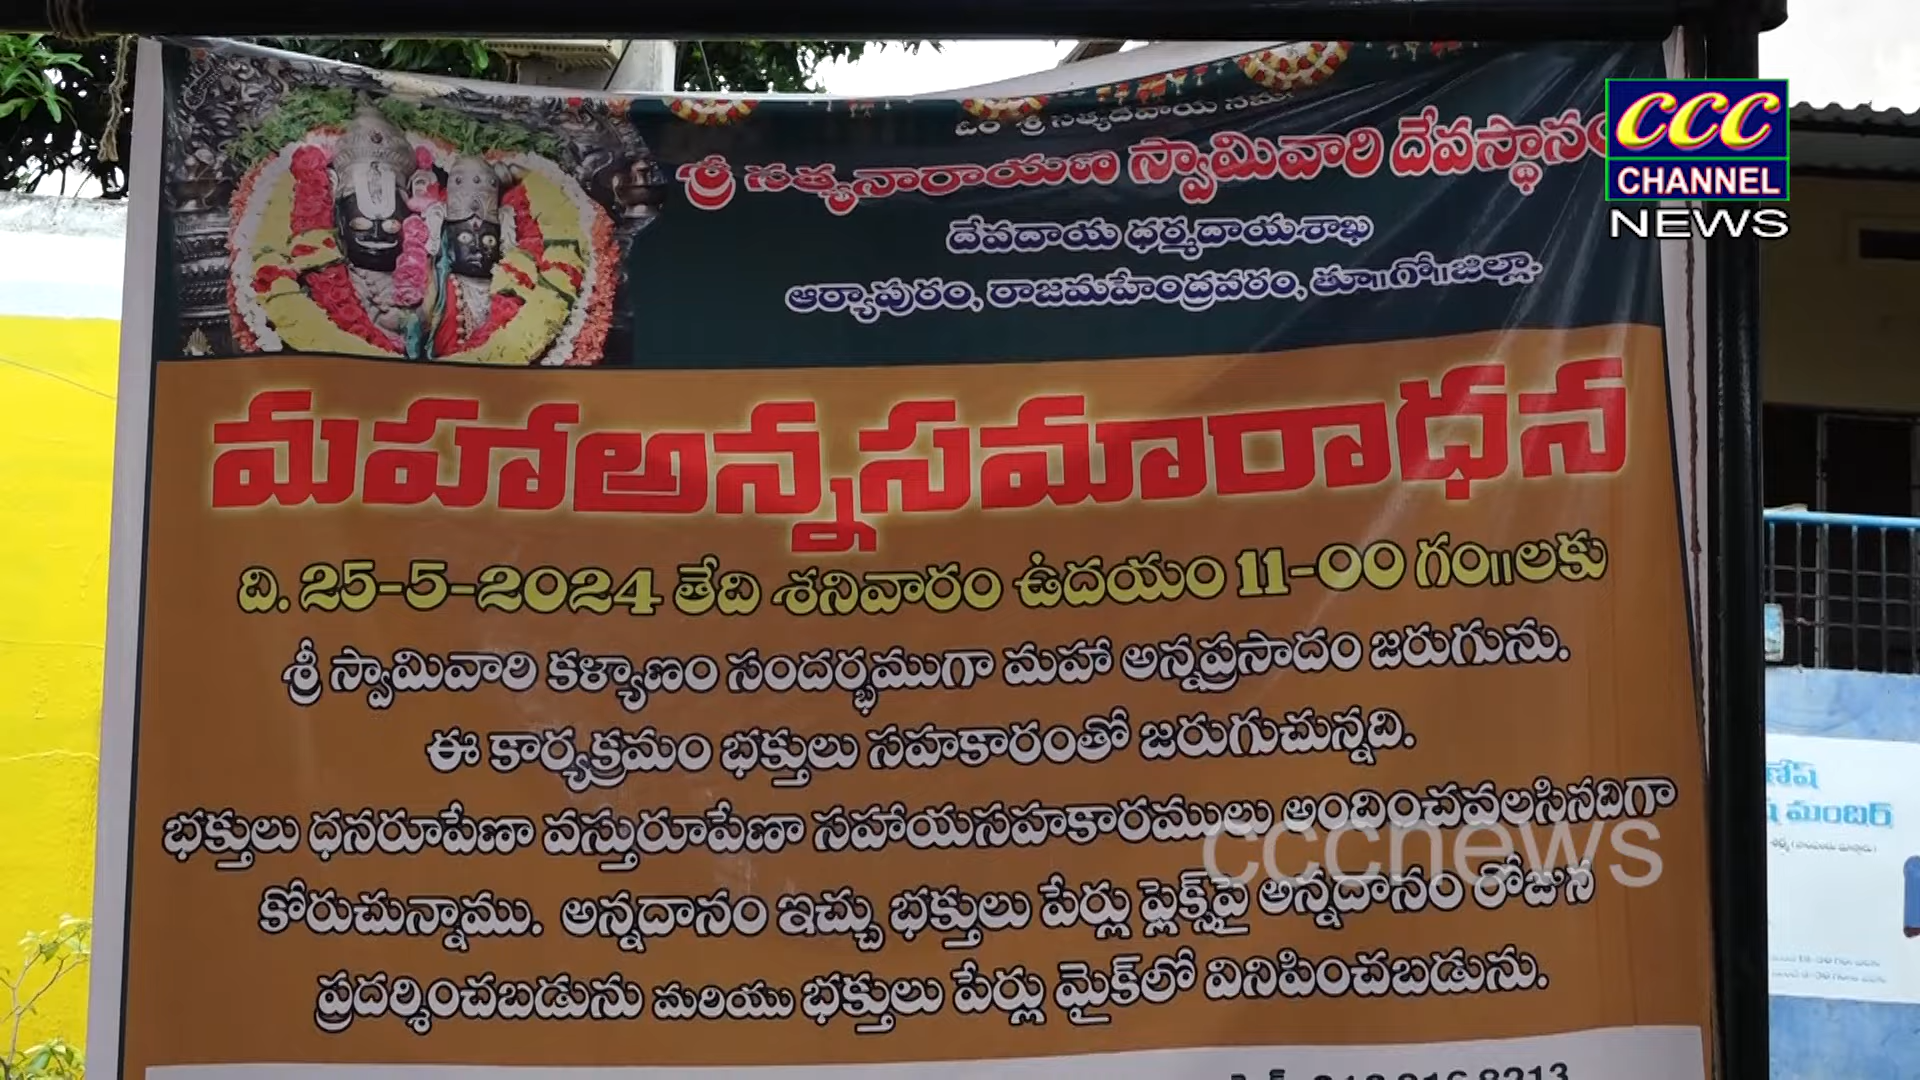 ఓం శ్రీ సత్యదేవాయ నమః
శ్రీ సత్యనారాయణ స్వామివారి దేవస్థానం
CCC
CHANNEL
NEWS
దేవదాయ ధర్మదాయశాఖ
ఆర్యాపురం, రాజమహేంద్రవరం, తూ॥గో॥జిల్లా.
మహాఅన్నసమారాధన
ది. 25-5-2024 తేది శనివారం ఉదయం 11-00 గం॥లకు
శ్రీ స్వామివారి కళ్యాణం సందర్భముగా మహా అన్నప్రసాదం జరుగును.
ఈ కార్యక్రమం భక్తులు సహకారంతో జరుగుచున్నది.
భక్తులు ధనరూపేణా వస్తురూపేణా సహాయసహకారములు అందించవలసినదిగా
cccnews
కోరుచున్నాము. అన్నదానం ఇచ్చు భక్తులు పేర్లు ఫ్లెక్స్‌పై అన్నదానం రోజున
ప్రదర్శించబడును మరియు భక్తులు పేర్లు మైక్‌లో వినిపించబడును.
మందిర్